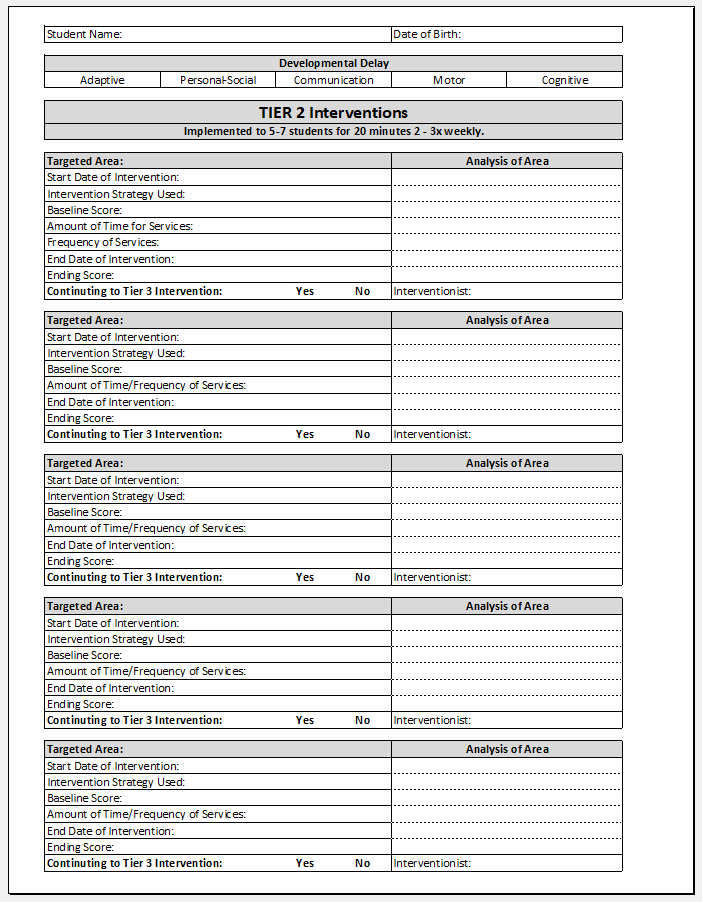 Student Name: Date of Birth:
Developmental Delay
Adaptive Personal-Social Communication Motor Cognitive
TIER 2 Interventions
Implemented to 5-7 students for 20 minutes 2 - 3x weekly.
Targeted Area: Analysis of Area
Start Date of Intervention:
Intervention Strategy Used:
Baseline Score:
Amount of Time for Services:
Frequency of Services:
End Date of Intervention:
Ending Score:
Continuing to Tier 3 Intervention: Yes No Interventionist:
Targeted Area: Analysis of Area
Start Date of Intervention:
Intervention Strategy Used:
Baseline Score:
Amount of Time/Frequency of Services:
End Date of Intervention:
Ending Score:
Continuing to Tier 3 Intervention: Yes No Interventionist:
Targeted Area: Analysis of Area
Start Date of Intervention:
Intervention Strategy Used:
Baseline Score:
Amount of Time/Frequency of Services:
End Date of Intervention:
Ending Score:
Continuing to Tier 3 Intervention: Yes No Interventionist:
Targeted Area: Analysis of Area
Start Date of Intervention:
Intervention Strategy Used:
Baseline Score:
Amount of Time/Frequency of Services:
End Date of Intervention:
Ending Score:
Continuing to Tier 3 Intervention: Yes No Interventionist:
Targeted Area: Analysis of Area
Start Date of Intervention:
Intervention Strategy Used:
Baseline Score:
Amount of Time/Frequency of Services:
End Date of Intervention:
Ending Score:
Continuing to Tier 3 Intervention: Yes No Interventionist: